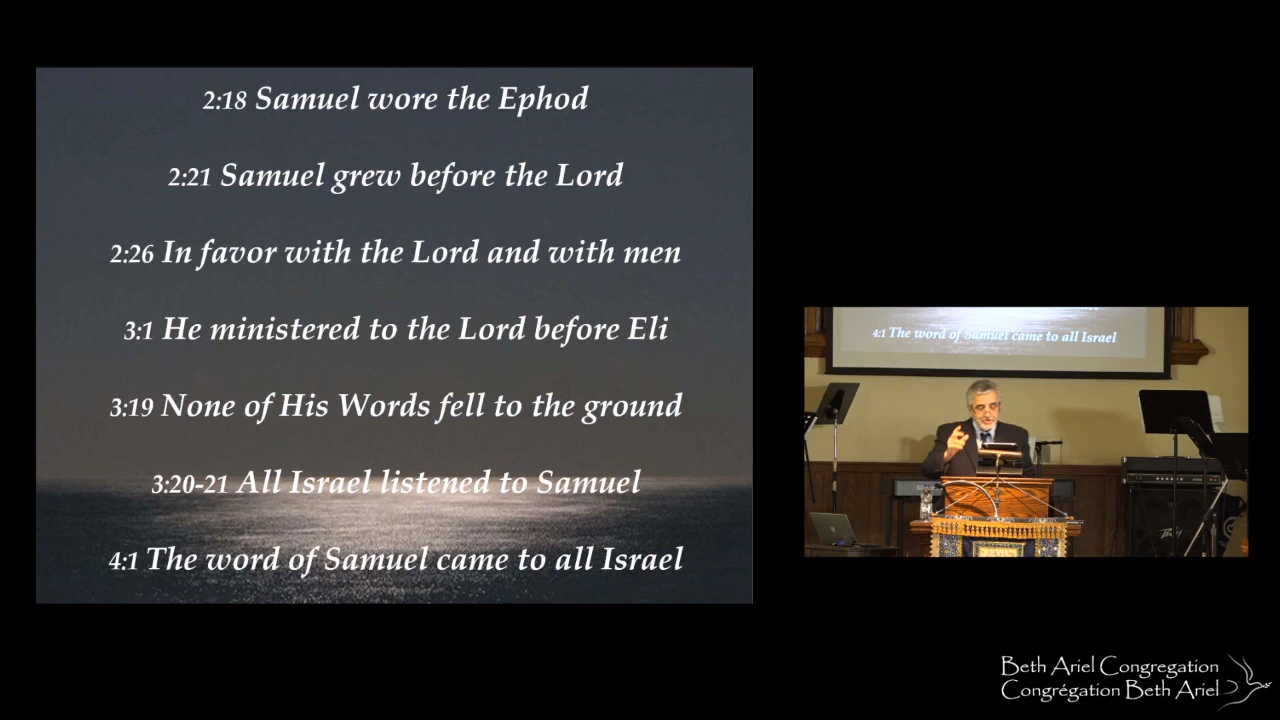 2:18 Samuel wore the Ephod
2:21 Samuel grew before the Lord
2:26 In favor with the Lord and with men
3:1 He ministered to the Lord before Eli
3:19 None of His Words fell to the ground
3:20-21 All Israel listened to Samuel
4:1 The word of Samuel came to all Israel
4:1 The word of Samuel came to all Israel
PEAVEY
Beth Ariel Congregation
Congrégation Beth Ariel